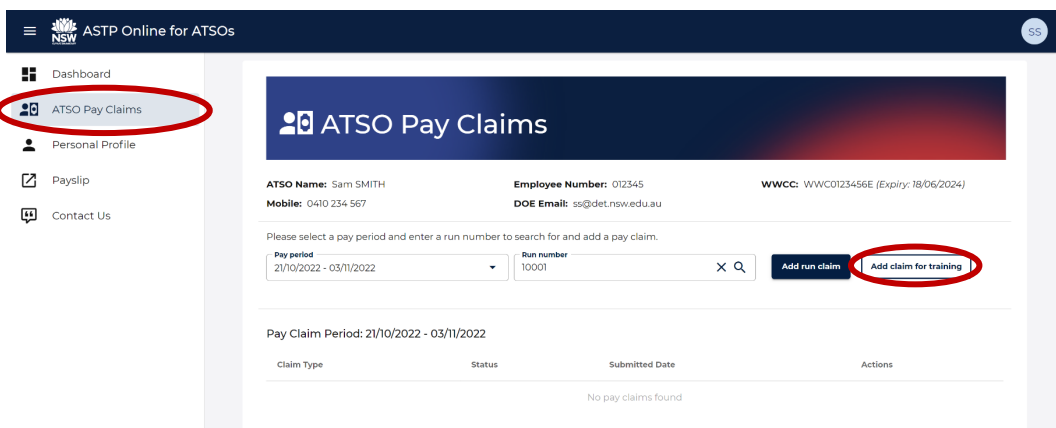 NSW ASTP Online for ATSOs SS
Dashboard
ATSO Pay Claims
Personal Profile
Payslip
Contact Us
ATSO Pay Claims
ATSO Name: Sam SMITH Employee Number: 012345 WWCC: WWC0123456E (Expiry: 18/06/2024)
Mobile: 0410 234 567 DOE Email: ss@det.nsw.edu.au
Please select a pay period and enter a run number to search for and add a pay claim.
Pay period Run number
21/10/2022 - 03/11/2022 10001 Add run claim Add claim for training
Pay Claim Period: 21/10/2022 - 03/11/2022
Claim Type Status Submitted Date Actions
No pay claims found